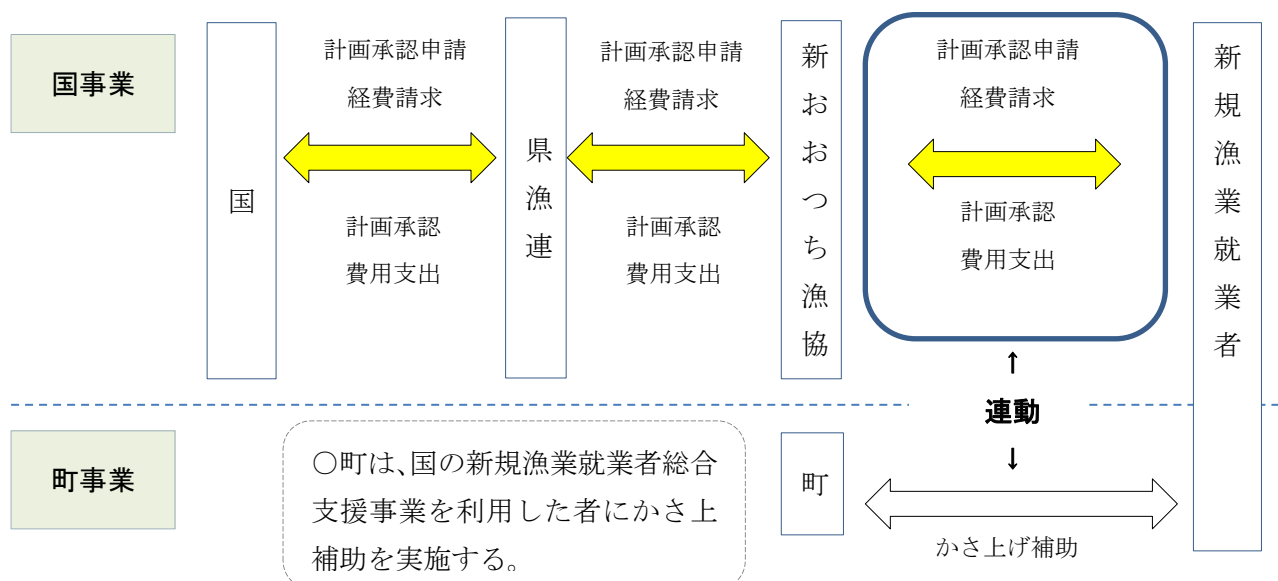 国事業
国
計画承認申請
経費請求
計画承認
費用支出
県漁連
計画承認申請
経費請求
計画承認
費用支出
新おおつち漁協
計画承認申請
経費請求
計画承認
費用支出
新規漁業就業者
↑
連動
↓
町事業
〇町は、国の新規漁業就業者総合
支援事業を利用した者にかさ上
補助を実施する。
町
かさ上げ補助